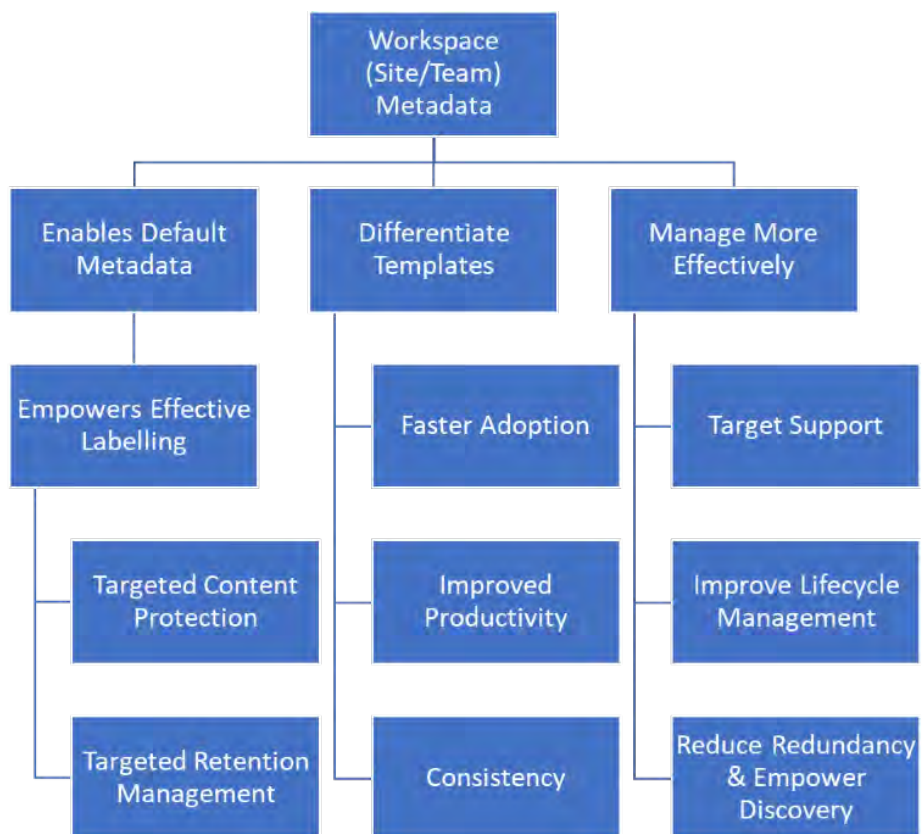 Workspace
(Site/Team)
Metadata
Enables Default
Metadata
Differentiate
Templates
Manage More
Effectively
Empowers Effective
Labelling
Faster Adoption
Target Support
Targeted Content
Protection
Improved
Productivity
Improve Lifecycle
Management
Targeted Retention
Management
Consistency
Reduce Redundancy
& Empower
Discovery